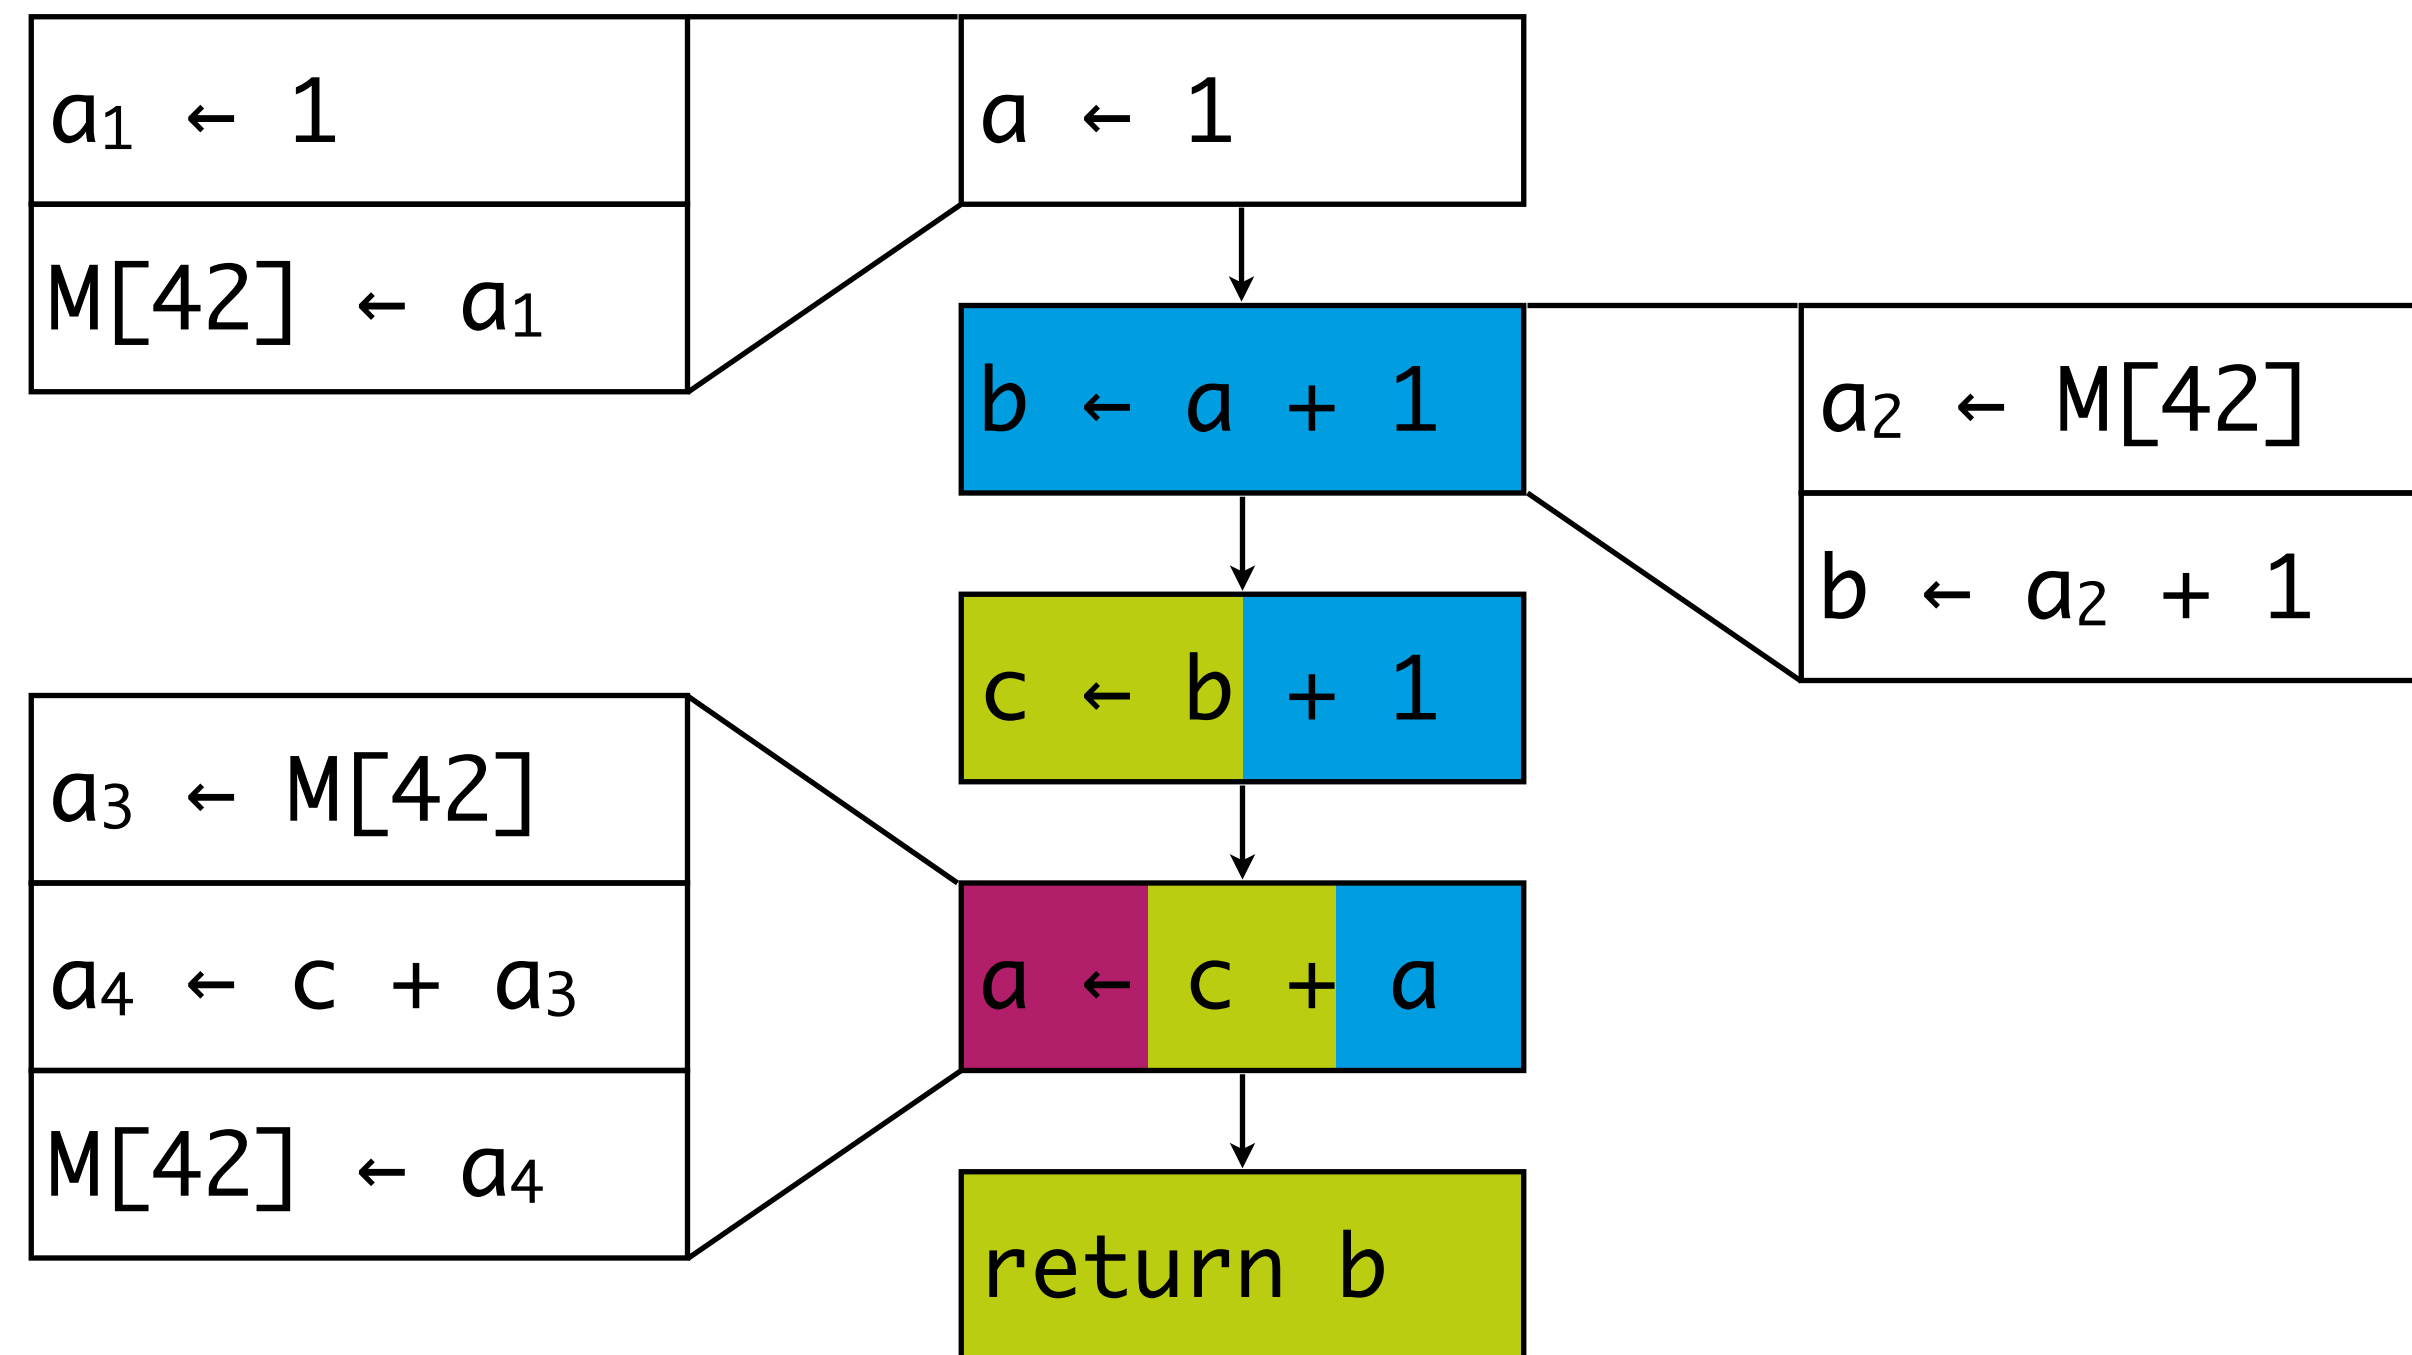 a₁ ← 1
M[42] ← a₁
a ← 1
b ← a + 1
a₂ ← M[42]
b ← a₂ + 1
c ← b + 1
a₃ ← M[42]
a₄ ← c + a₃
M[42] ← a₄
a ← c + a
return b